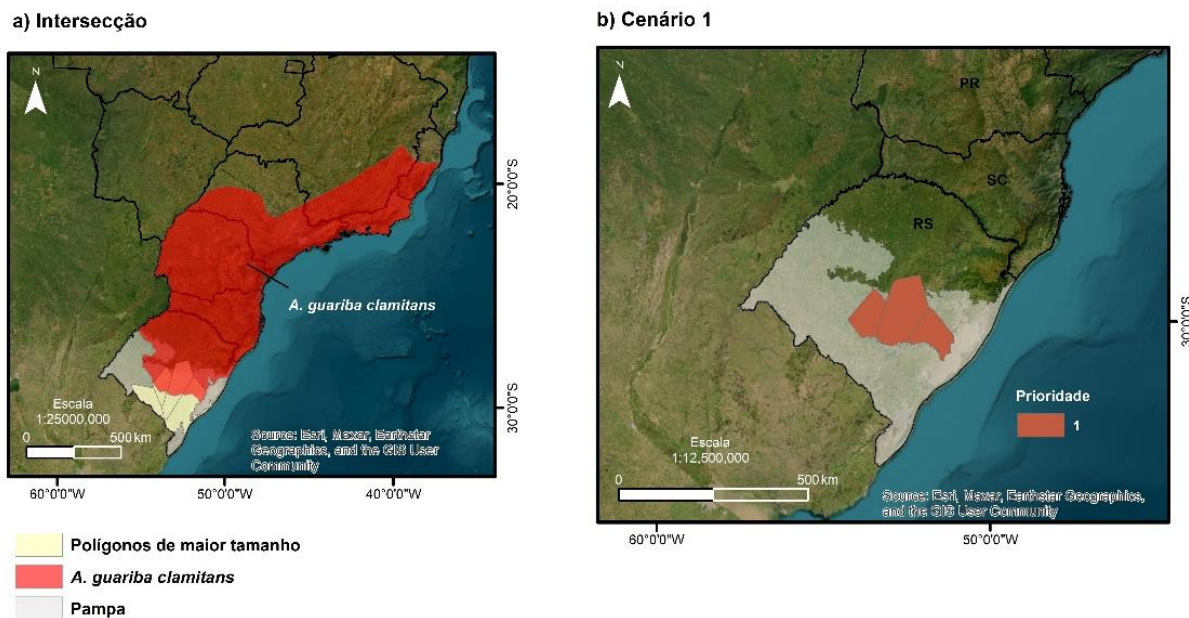 a) Intersecção
N
A. guariba clamitans
Escala
1:25000,000
0 500 km
Source: Esri, Maxar, Earthstar
Geographics, and the GIS User
Community
20°0'0"S
30°0'0"S
60°0'0"W 50°0'0"W 40°0'0"W
Polígonos de maior tamanho
A. guariba clamitans
Pampa
b) Cenário 1
N
PR
SC
RS
Prioridade
1
Escala
1:12,500,000
0 500 km
Source: Esri, Maxar, Earthstar Geographics,
and the GIS User Community
30°0'0"S
60°0'0"W 50°0'0"W